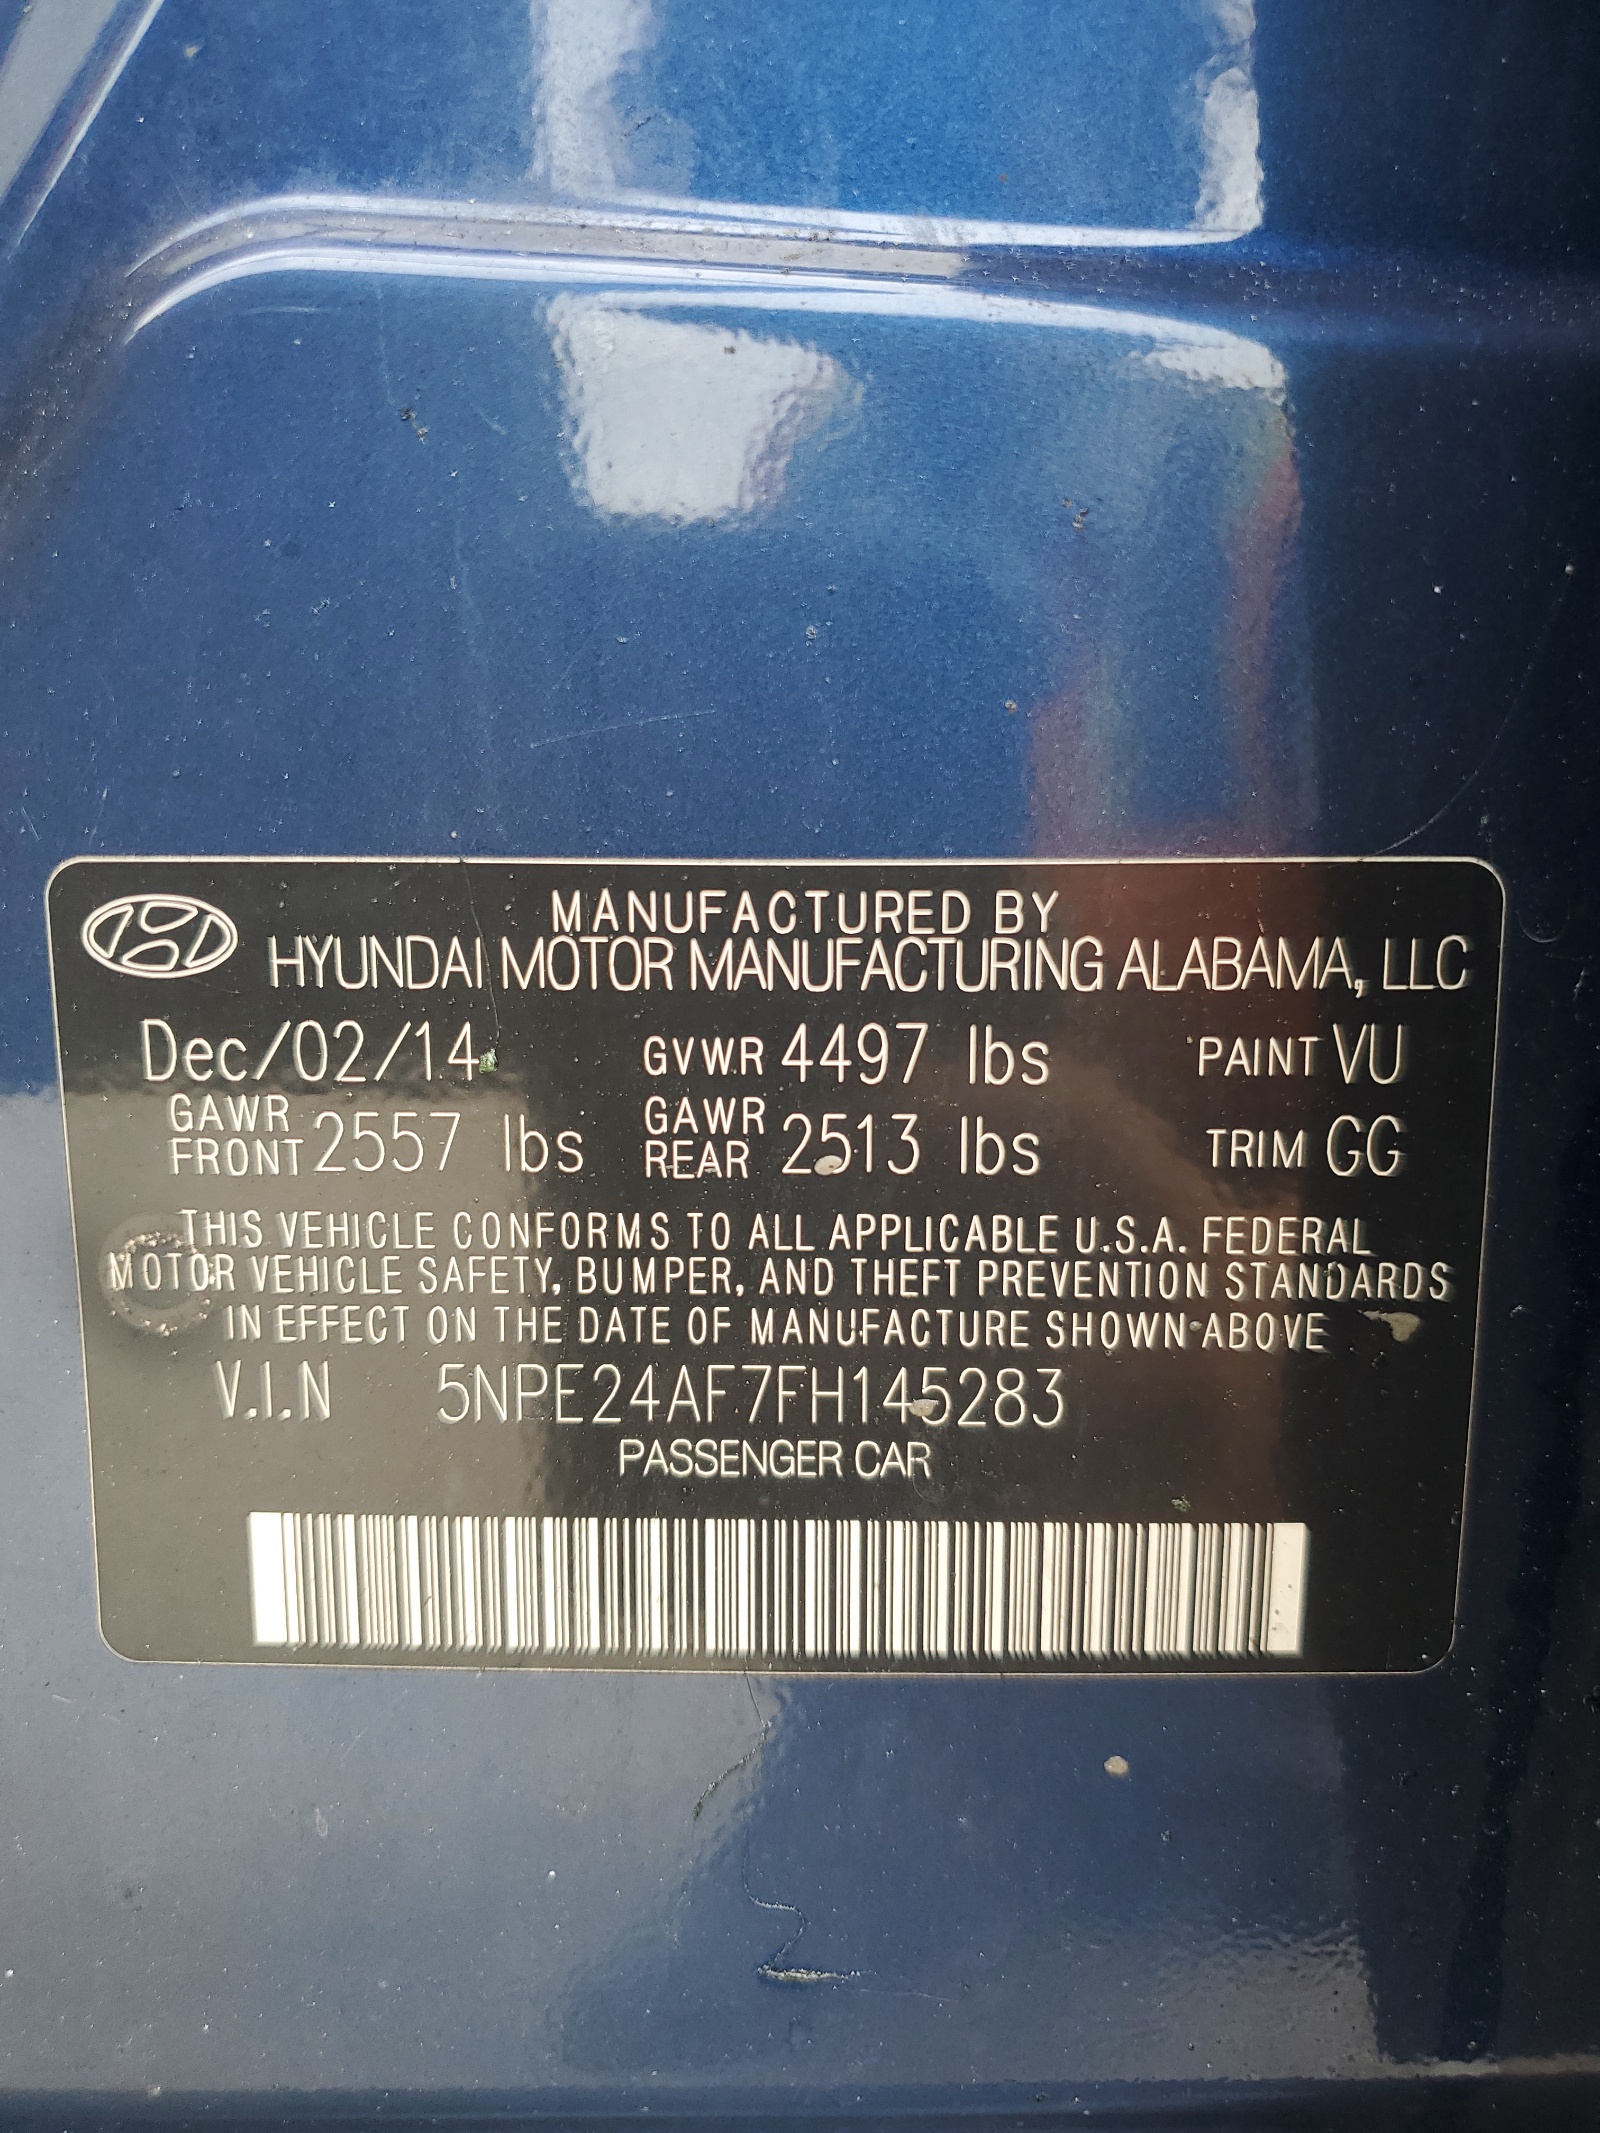 MANUFACTURED BY
HYUNDAI MOTOR MANUFACTURING ALABAMA, LLC
Dec/02/14 GVWR 4497 lbs PAINT VU
GAWR FRONT 2557 lbs GAWR REAR 2513 lbs TRIM GG
THIS VEHICLE CONFORMS TO ALL APPLICABLE U.S.A. FEDERAL
MOTOR VEHICLE SAFETY, BUMPER, AND THEFT PREVENTION STANDARDS
IN EFFECT ON THE DATE OF MANUFACTURE SHOWN ABOVE
V.I.N 5NPE24AF7FH145283
PASSENGER CAR